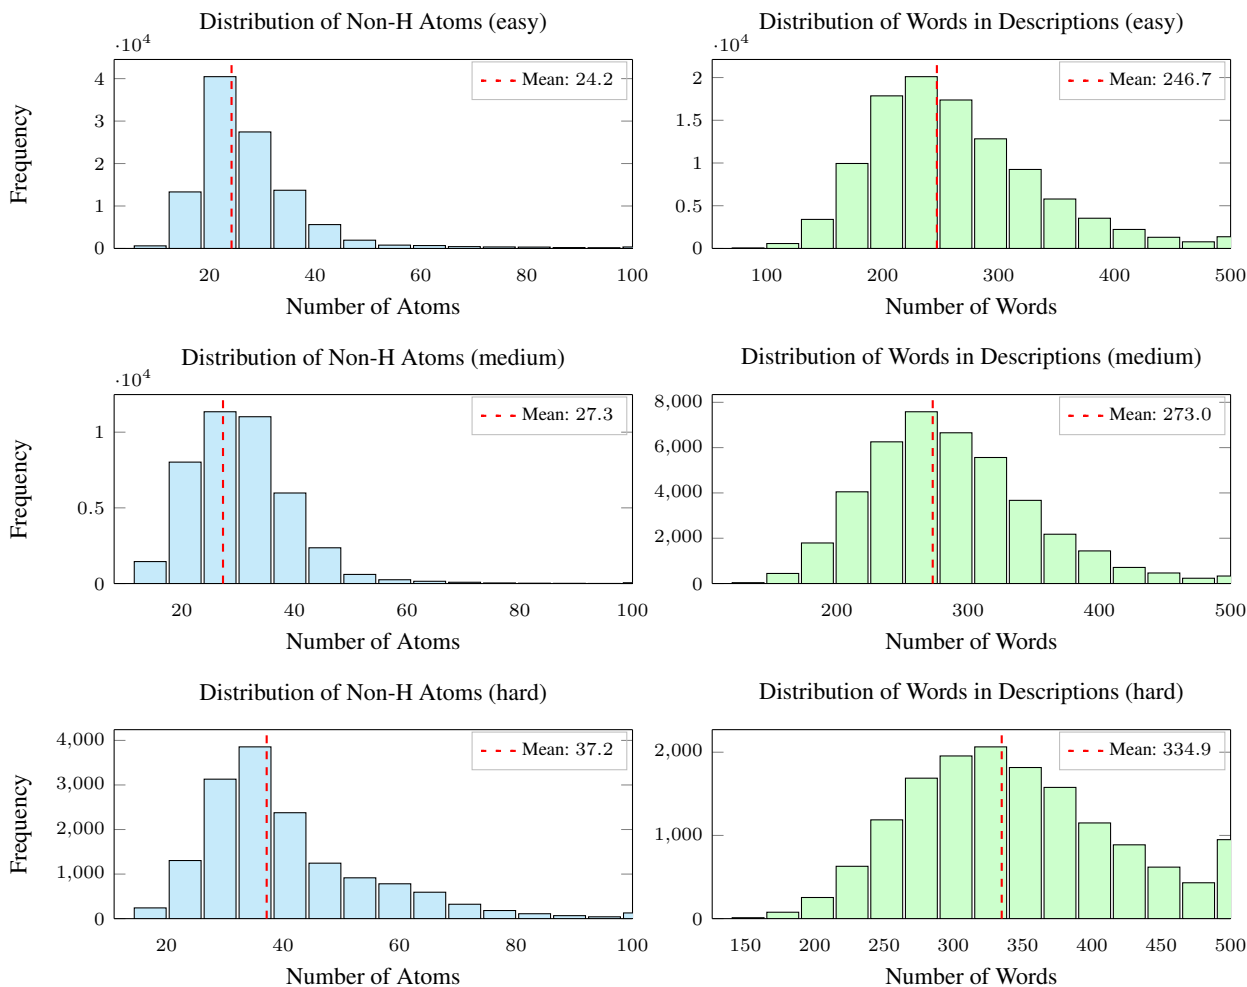 Distribution of Non-H Atoms (easy)
·10⁴
4
3
2
1
0
Frequency
20 40 60 80 100
Number of Atoms
Mean: 24.2
Distribution of Words in Descriptions (easy)
·10⁴
2
1.5
1
0.5
0
100 200 300 400 500
Number of Words
Mean: 246.7
Distribution of Non-H Atoms (medium)
·10⁴
1
0.5
0
Frequency
20 40 60 80 100
Number of Atoms
Mean: 27.3
Distribution of Words in Descriptions (medium)
8,000
6,000
4,000
2,000
0
200 300 400 500
Number of Words
Mean: 273.0
Distribution of Non-H Atoms (hard)
4,000
3,000
2,000
1,000
0
Frequency
20 40 60 80 100
Number of Atoms
Mean: 37.2
Distribution of Words in Descriptions (hard)
2,000
1,000
0
150 200 250 300 350 400 450 500
Number of Words
Mean: 334.9